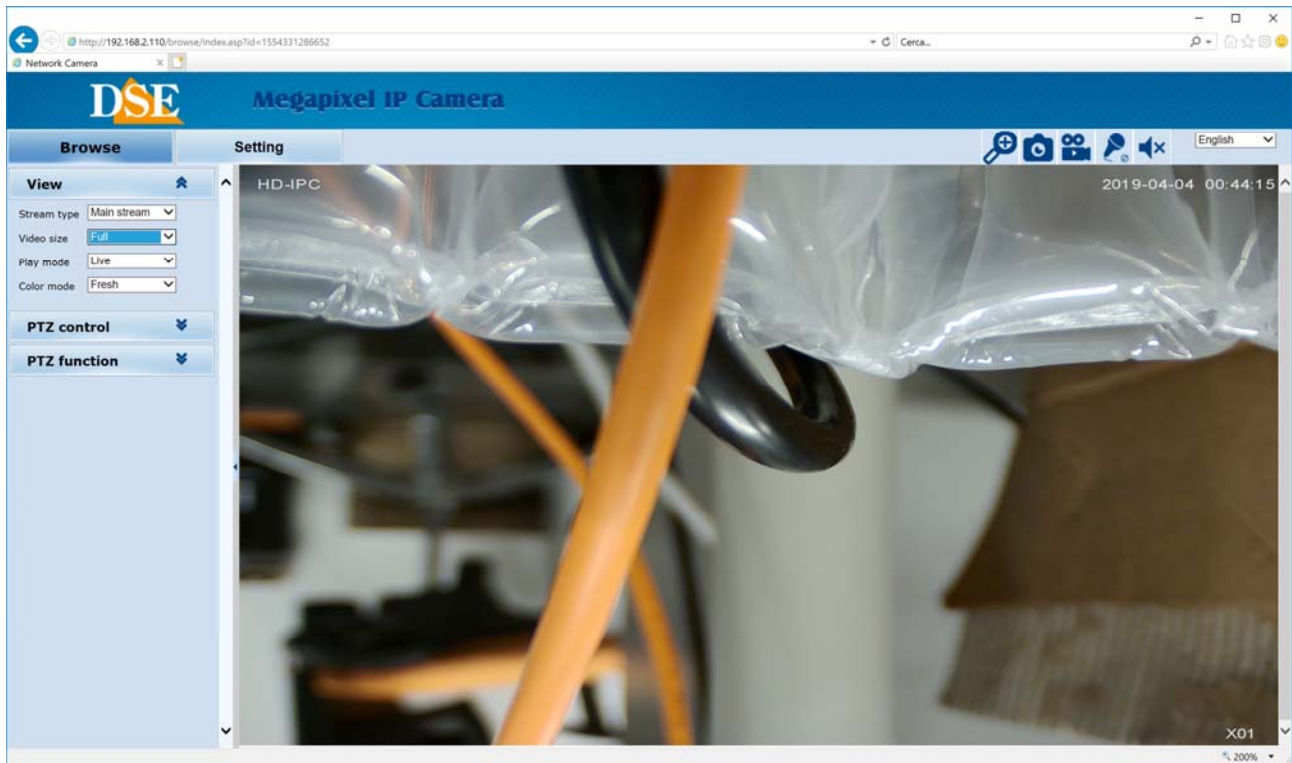 http://192.168.2.110/browse/index.asp?id=1554331286652
Cerca...
Network Camera
DSE
Megapixel IP Camera
Browse
Setting
English
View
Stream type Main stream
Video size Full
Play mode Live
Color mode Fresh
PTZ control
PTZ function
HD-IPC
2019-04-04 00:44:15
X01
200%